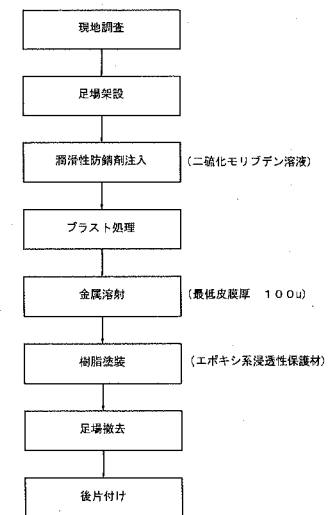 現地調査
足場架設
潤滑性防錆剤注入 (二硫化モリブデン溶液)
ブラスト処理
金属溶射 (最低皮膜厚 100u)
樹脂塗装 (エポキシ系浸透性保護材)
足場撤去
後片付け